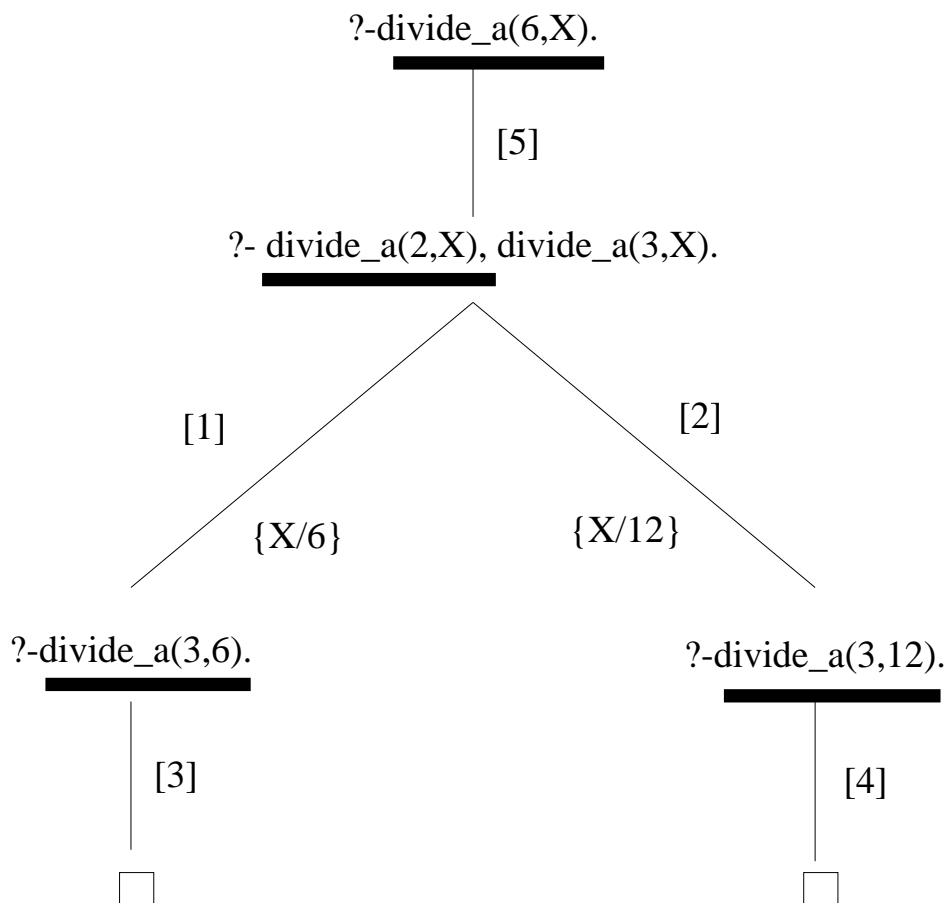 ?-divide_a(6,X).
[5]
?- divide_a(2,X), divide_a(3,X).
[1]
[2]
{X/6}
{X/12}
?-divide_a(3,6).
?-divide_a(3,12).
[3]
[4]